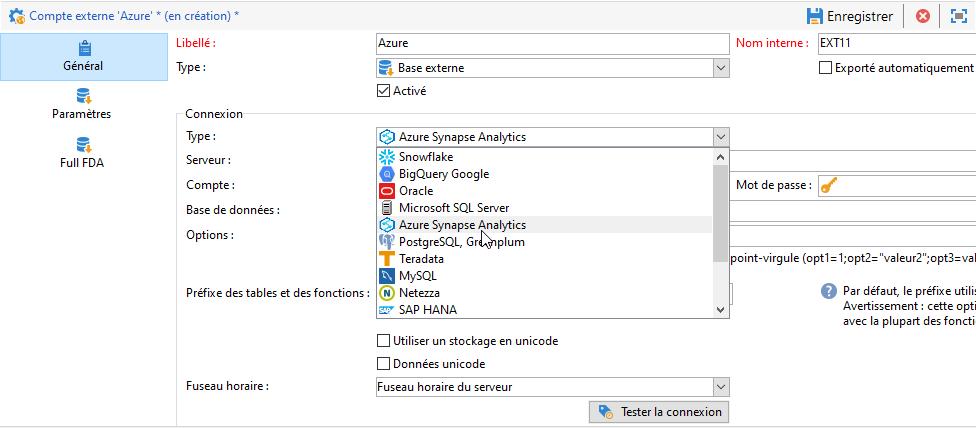 Compte externe 'Azure' * (en création) *
Enregistrer
Général
Paramètres
Full FDA
Libellé :
Azure
Nom interne :
EXT11
Type :
Base externe
Exporté automatiquement
Activé
Connexion
Type :
Azure Synapse Analytics
Serveur :
Compte :
Mot de passe :
Base de données :
Options :
Snowflake
BigQuery Google
Oracle
Microsoft SQL Server
Azure Synapse Analytics
PostgreSQL, Greenplum
Teradata
MySQL
Netezza
SAP HANA
point-virgule (opt1=1;opt2="valeur2";opt3=val
Préfixe des tables et des fonctions :
Par défaut, le préfixe utilis
Avertissement : cette opti
avec la plupart des fonctio
Utiliser un stockage en unicode
Données unicode
Fuseau horaire :
Fuseau horaire du serveur
Tester la connexion